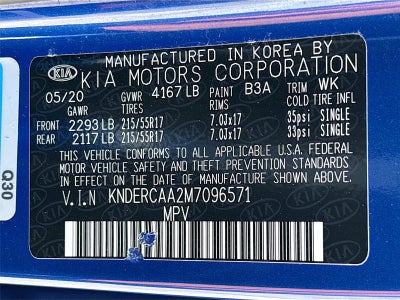 MANUFACTURED IN KOREA BY
KIA KIA MOTORS CORPORATION
05/20 GVWR 4167 LB PAINT B3A TRIM WK
GAWR TIRES RIMS COLD TIRE INFL
FRONT 2293 LB 215/55R17 7.0Jx17 35psi SINGLE
REAR 2117 LB 215/55R17 7.0Jx17 33psi SINGLE
THIS VEHICLE CONFORMS TO ALL APPLICABLE U.S.A. FEDERAL
MOTOR VEHICLE SAFETY AND THEFT PREVENTION STANDARDS
IN EFFECT ON THE DATE OF MANUFACTURE SHOWN ABOVE.
V.I.N KNDERCAA2M7096571
MPV
Q30